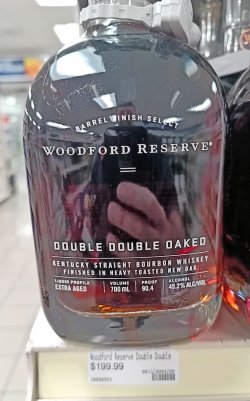 BARREL FINISH SELECT
WOODFORD RESERVE®
DOUBLE DOUBLE OAKED
KENTUCKY STRAIGHT BOURBON WHISKEY
FINISHED IN HEAVY TOASTED NEW OAK
LIQUID PROFILE VOLUME PROOF ALCOHOL
EXTRA AGED 700 mL 90.4 45.2% ALC/VOL
Woodford Reserve Double Double
$199.99